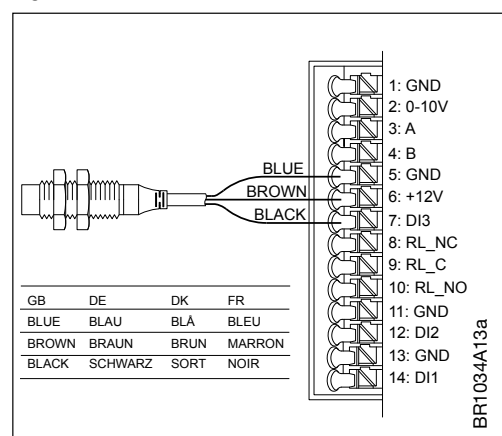 1: GND
2: 0-10V
3: A
4: B
BLUE
5: GND
BROWN
6: +12V
BLACK
7: DI3
8: RL_NC
9: RL_C
10: RL_NO
11: GND
12: DI2
13: GND
14: DI1
GB DE DK FR
BLUE BLAU BLÅ BLEU
BROWN BRAUN BRUN MARRON
BLACK SCHWARZ SORT NOIR
BR1034A13a